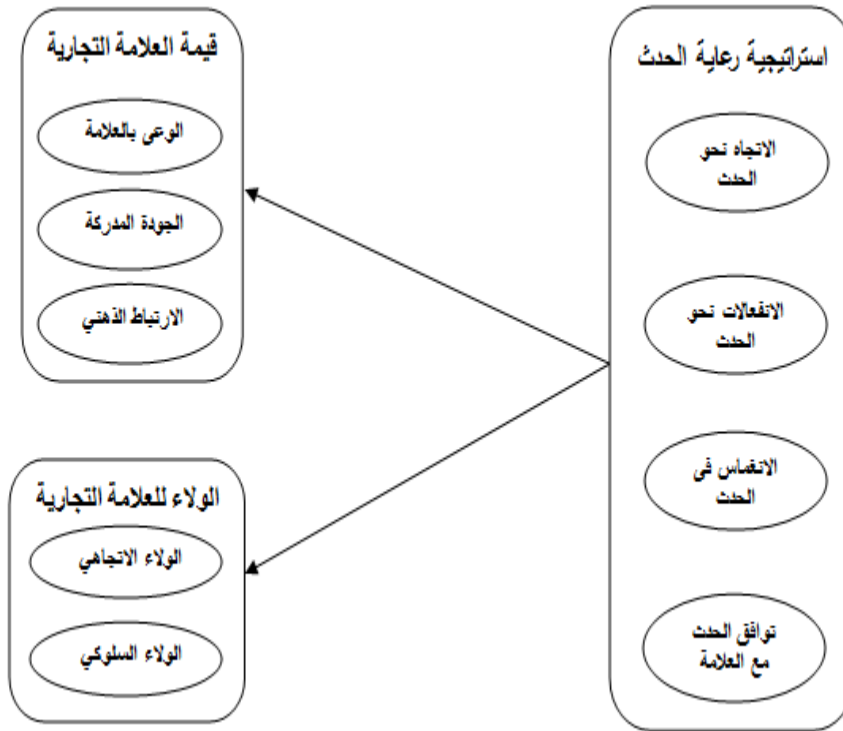 استراتيجية رعاية الحدث
الاتجاه نحو
الحدث
الانفعالات نحو
الحدث
الانغماس فى
الحدث
توافق الحدث
مع العلامة
قيمة العلامة التجارية
الوعى بالعلامة
الجودة المدركة
الارتباط الذهني
الولاء للعلامة التجارية
الولاء الاتجاهي
الولاء السلوكي